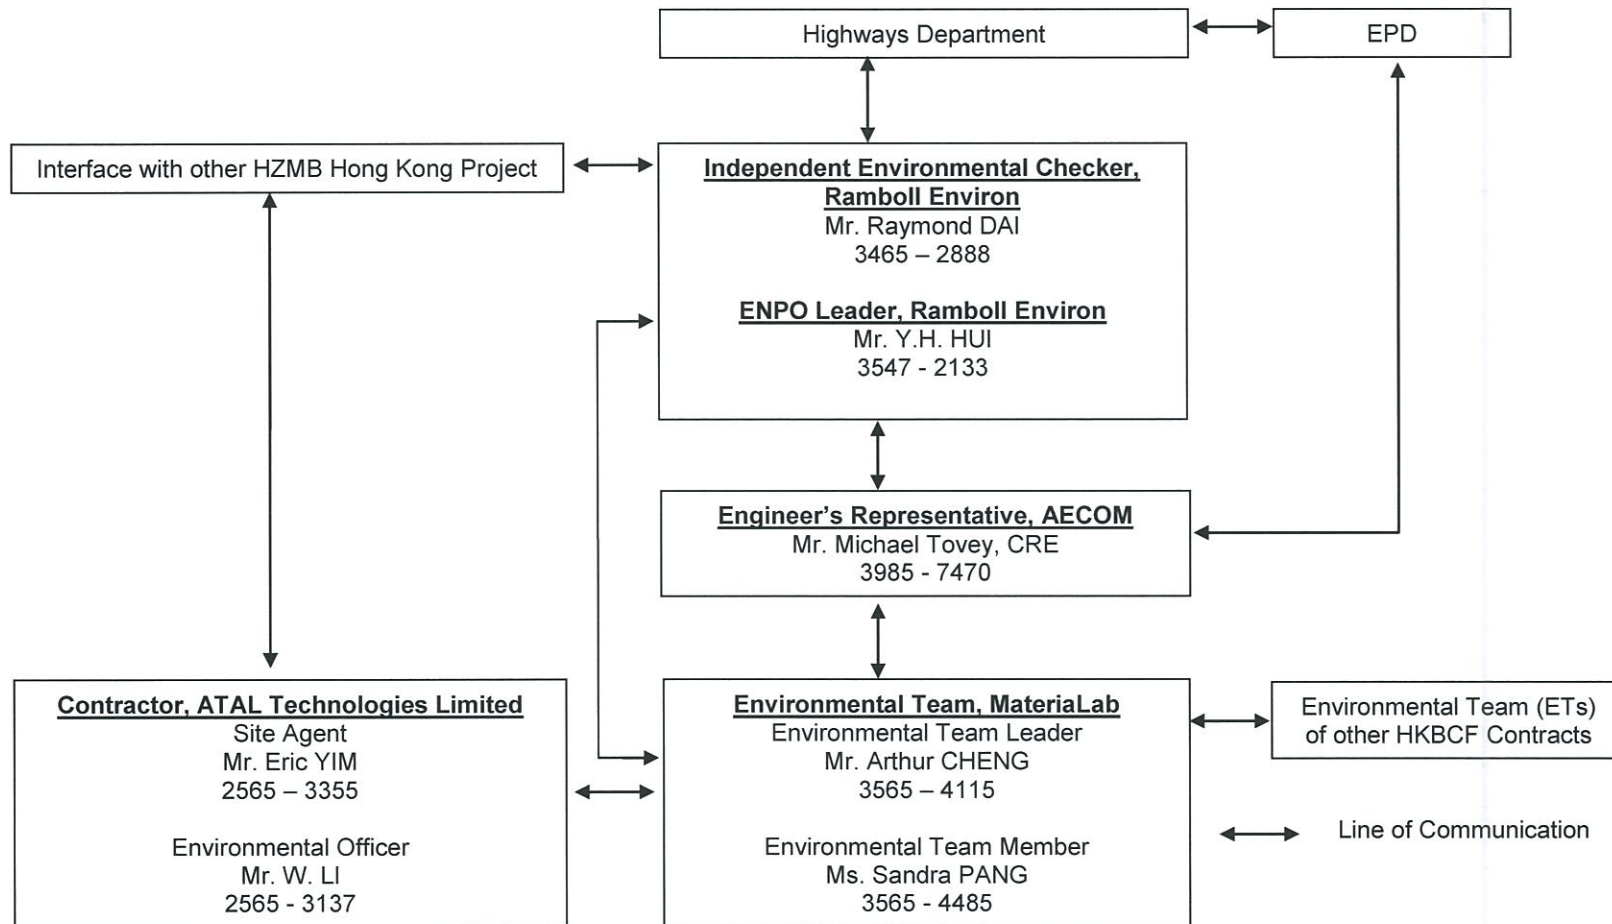 Highways Department
EPD
Interface with other HZMB Hong Kong Project
Independent Environmental Checker,
Ramboll Environ
Mr. Raymond DAI
3465 – 2888
ENPO Leader, Ramboll Environ
Mr. Y.H. HUI
3547 - 2133
Engineer’s Representative, AECOM
Mr. Michael Tovey, CRE
3985 - 7470
Contractor, ATAL Technologies Limited
Site Agent
Mr. Eric YIM
2565 – 3355
Environmental Officer
Mr. W. LI
2565 - 3137
Environmental Team, MateriaLab
Environmental Team Leader
Mr. Arthur CHENG
3565 – 4115
Environmental Team Member
Ms. Sandra PANG
3565 - 4485
Environmental Team (ETs)
of other HKBCF Contracts
Line of Communication